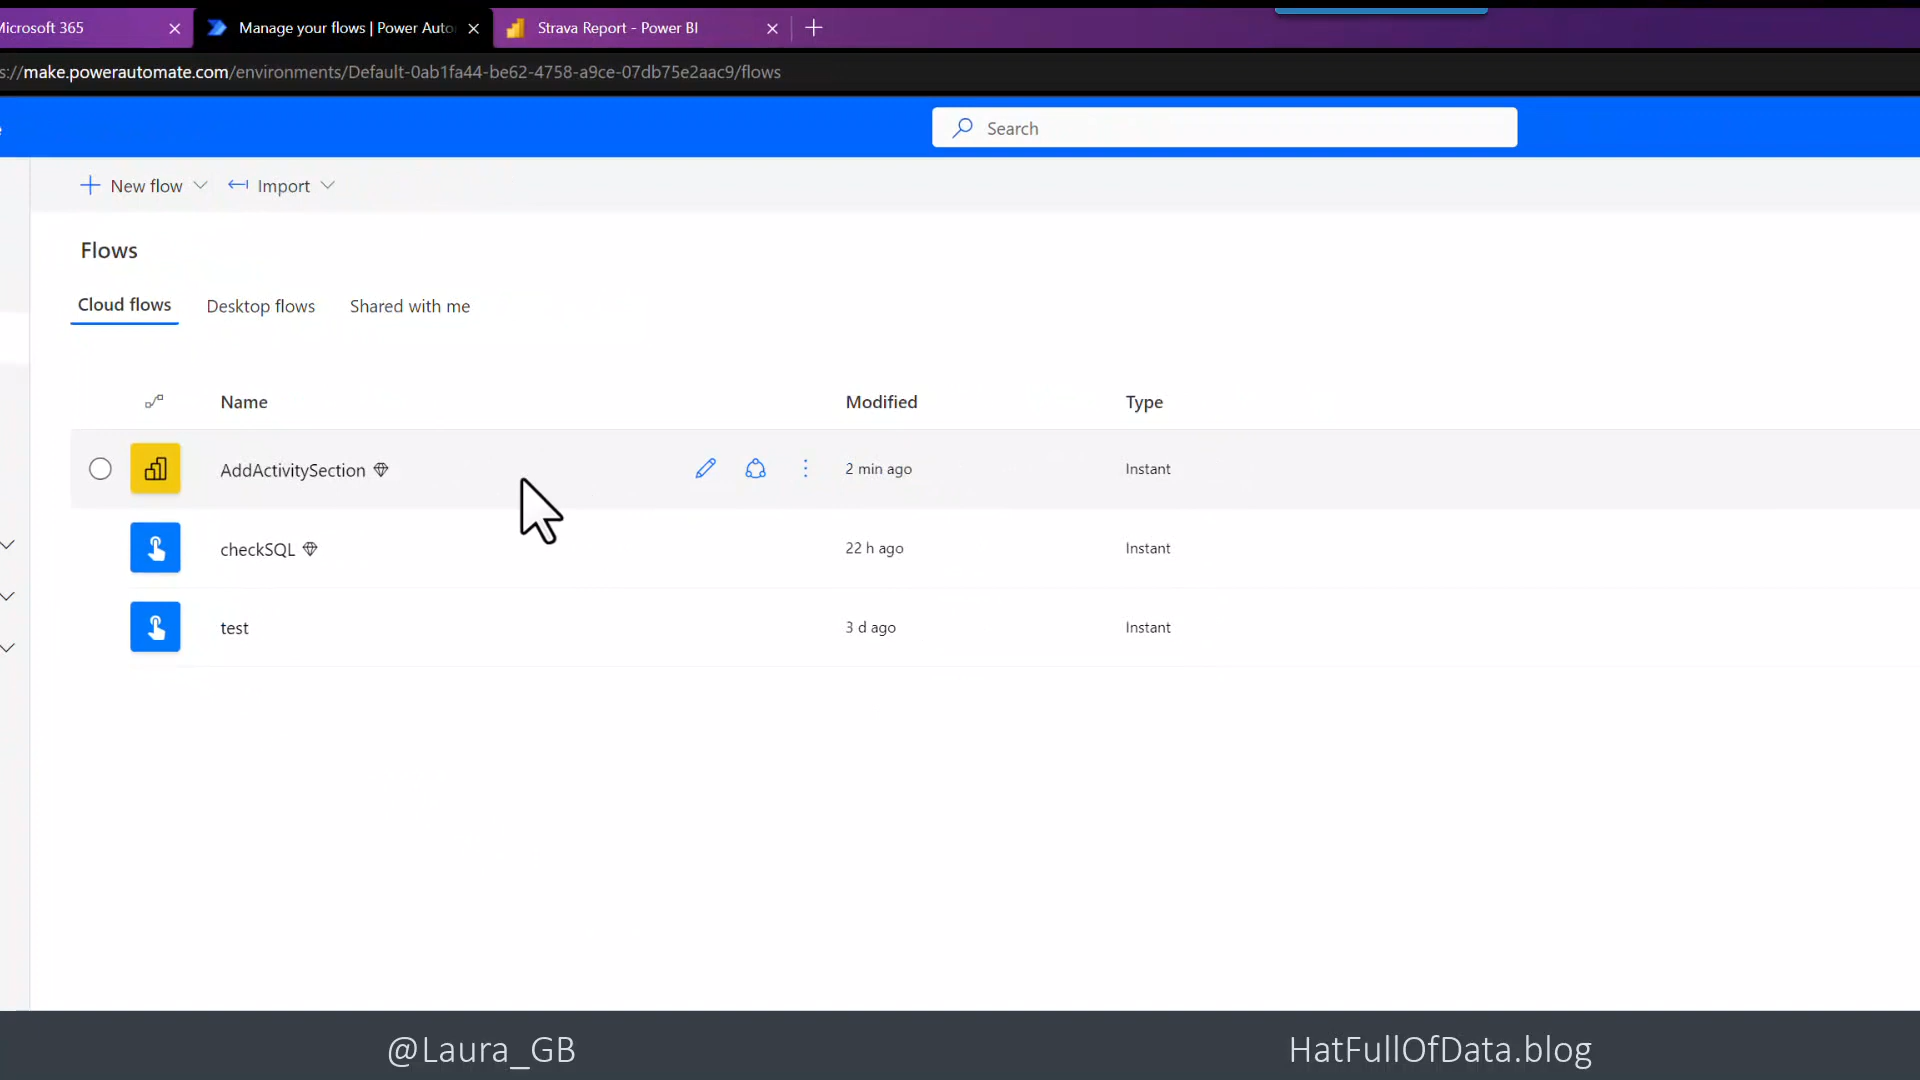 Microsoft 365
Manage your flows | Power Auto
Strava Report - Power BI
s://make.powerautomate.com/environments/Default-0ab1fa44-be62-4758-a9ce-07db75e2aac9/flows
Search
New flow
Import
Flows
Cloud flows
Desktop flows
Shared with me
Name
Modified
Type
AddActivitySection
2 min ago
Instant
checkSQL
22 h ago
Instant
test
3 d ago
Instant
@Laura_GB
HatFullOfData.blog